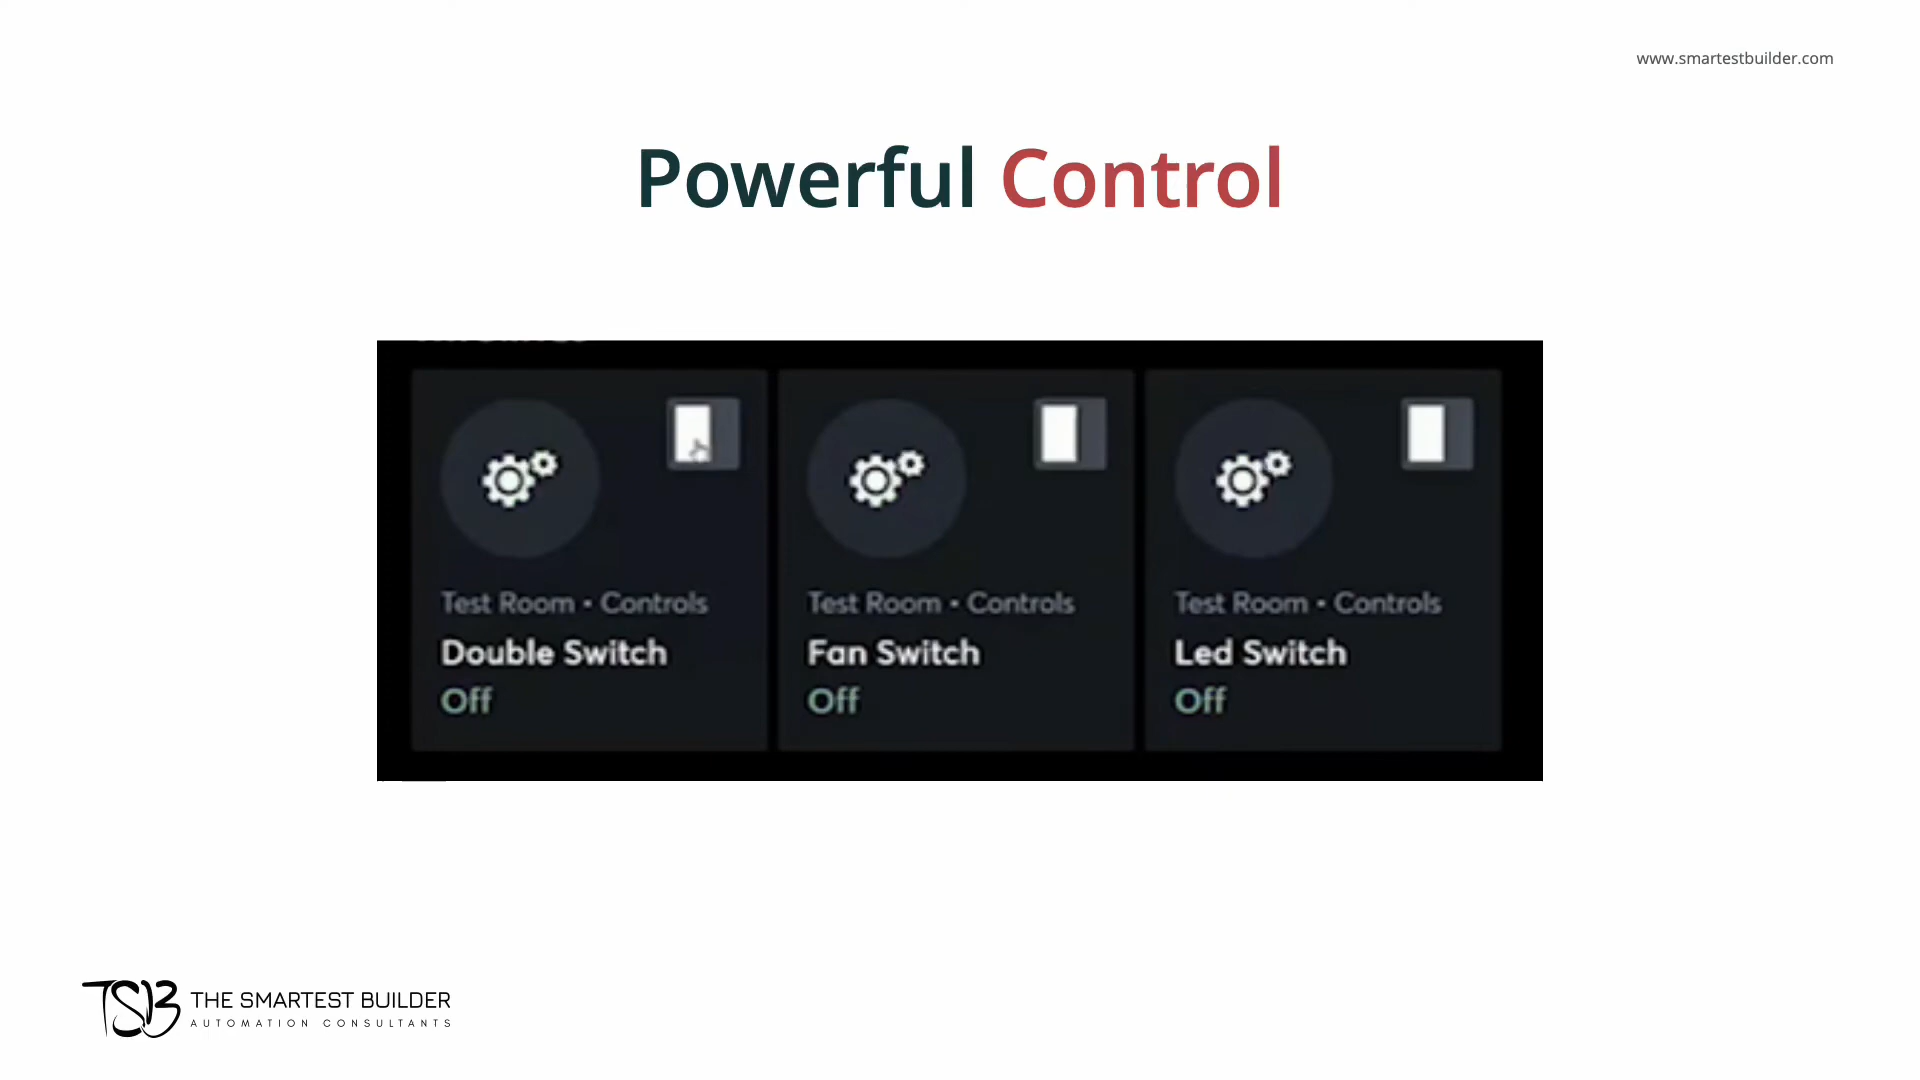 www.smartestbuilder.com
Powerful Control
Test Room • Controls
Double Switch
Off
Test Room • Controls
Fan Switch
Off
Test Room • Controls
Led Switch
Off
TSB THE SMARTEST BUILDER
AUTOMATION CONSULTANTS